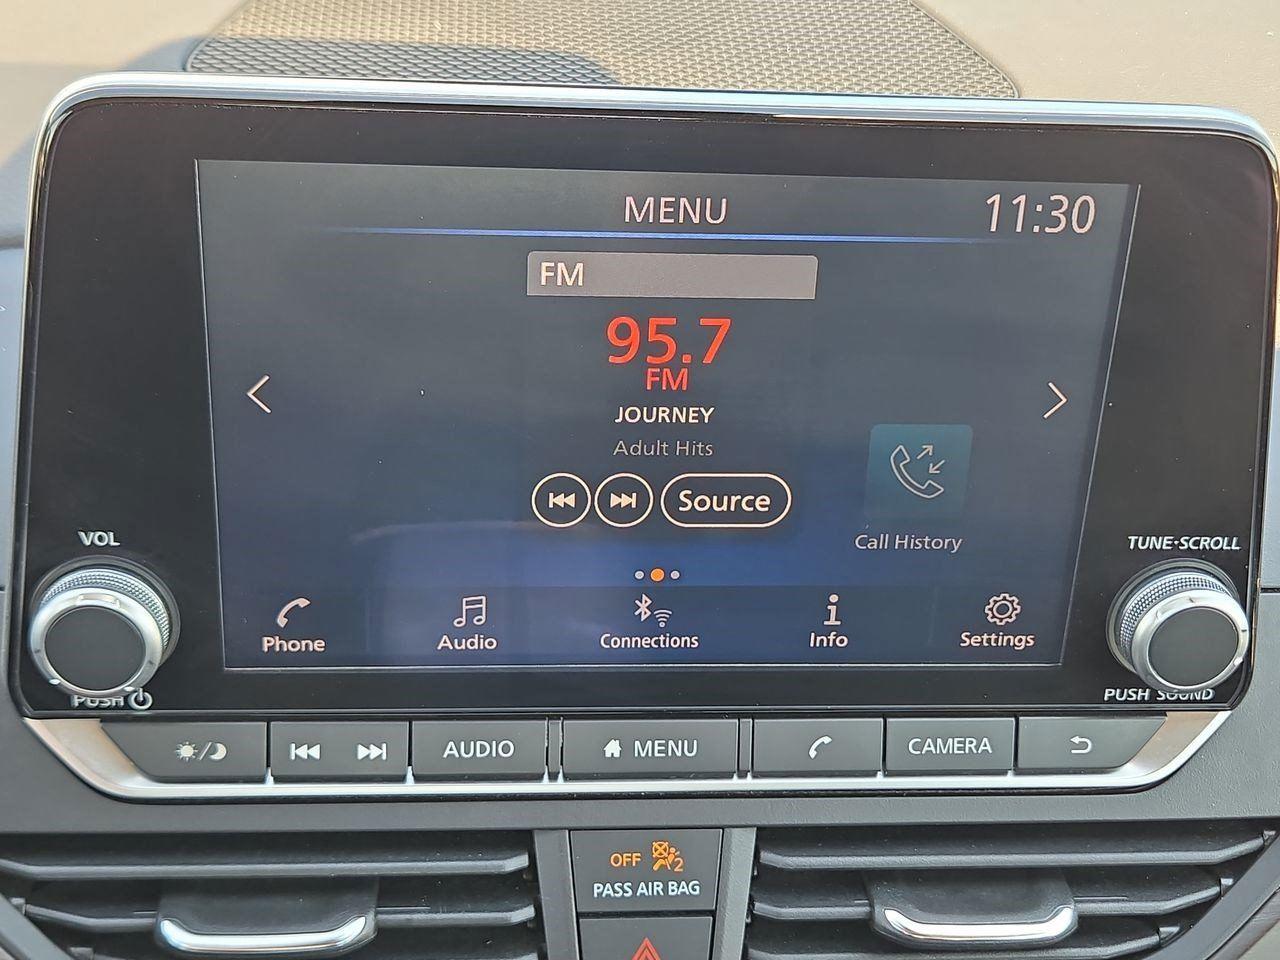 MENU
11:30
FM
95.7
FM
JOURNEY
Adult Hits
Source
Call History
VOL
TUNE·SCROLL
Phone
Audio
Connections
Info
Settings
PUSH
PUSH SOUND
AUDIO
MENU
CAMERA
OFF
2
PASS AIR BAG